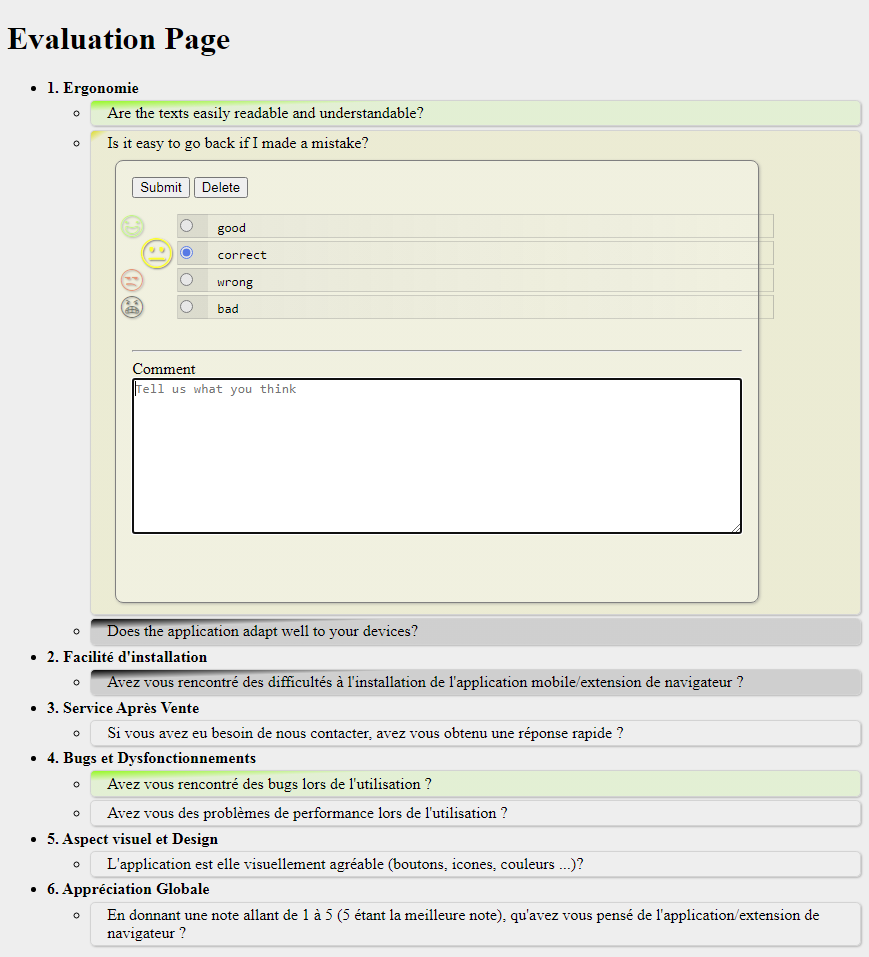 Evaluation Page
1. Ergonomie
Are the texts easily readable and understandable?
Is it easy to go back if I made a mistake?
Submit Delete
good
correct
wrong
bad
Comment
Tell us what you think
Does the application adapt well to your devices?
2. Facilité d'installation
Avez vous rencontré des difficultés à l'installation de l'application mobile/extension de navigateur ?
3. Service Après Vente
Si vous avez eu besoin de nous contacter, avez vous obtenu une réponse rapide ?
4. Bugs et Dysfonctionnements
Avez vous rencontré des bugs lors de l'utilisation ?
Avez vous des problèmes de performance lors de l'utilisation ?
5. Aspect visuel et Design
L'application est elle visuellement agréable (boutons, icones, couleurs ...)?
6. Appréciation Globale
En donnant une note allant de 1 à 5 (5 étant la meilleure note), qu'avez vous pensé de l'application/extension de
navigateur ?